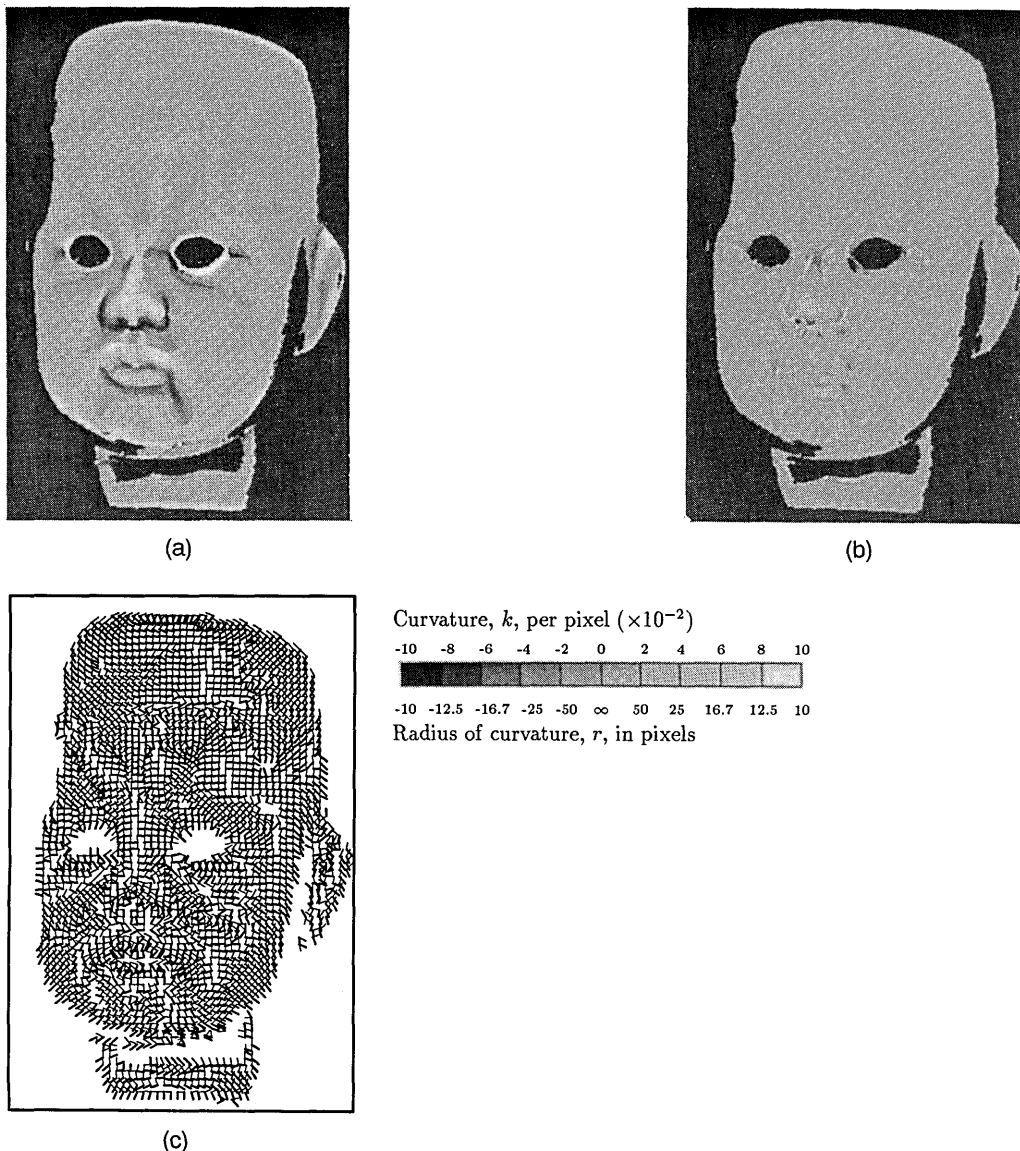 (a)
(b)
Curvature, k, per pixel (×10⁻²)
-10 -8 -6 -4 -2 0 2 4 6 8 10
-10 -12.5 -16.7 -25 -50 ∞ 50 25 16.7 12.5 10
Radius of curvature, r, in pixels
(c)